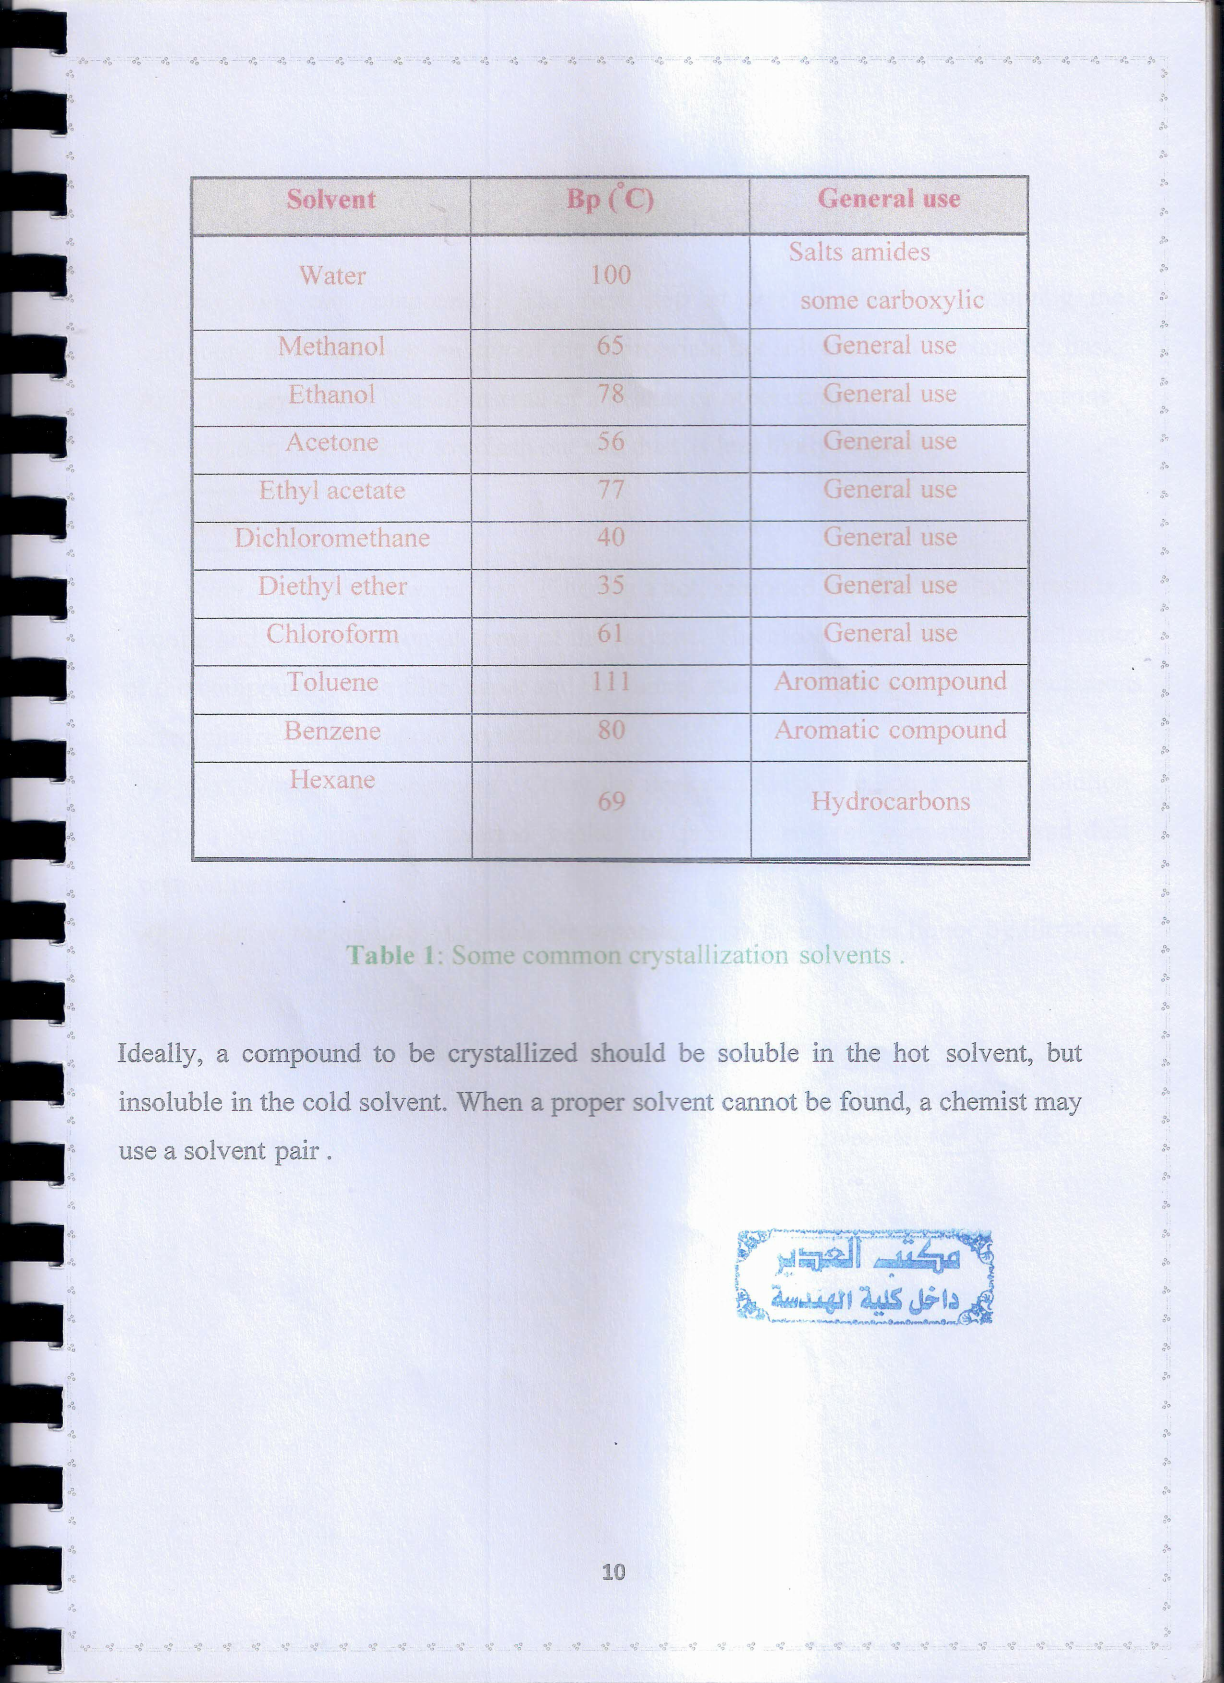 Solvent Bp (°C) General use
Water 100 Salts amides
some carboxylic
Methanol 65 General use
Ethanol 78 General use
Acetone 56 General use
Ethyl acetate 77 General use
Dichloromethane 40 General use
Diethyl ether 35 General use
Chloroform 61 General use
Toluene 111 Aromatic compound
Benzene 80 Aromatic compound
Hexane 69 Hydrocarbons
Table 1: Some common crystallization solvents .
Ideally, a compound to be crystallized should be soluble in the hot solvent, but
insoluble in the cold solvent. When a proper solvent cannot be found, a chemist may
use a solvent pair .
مكتب الغدير
داخل كلية الهندسة
10